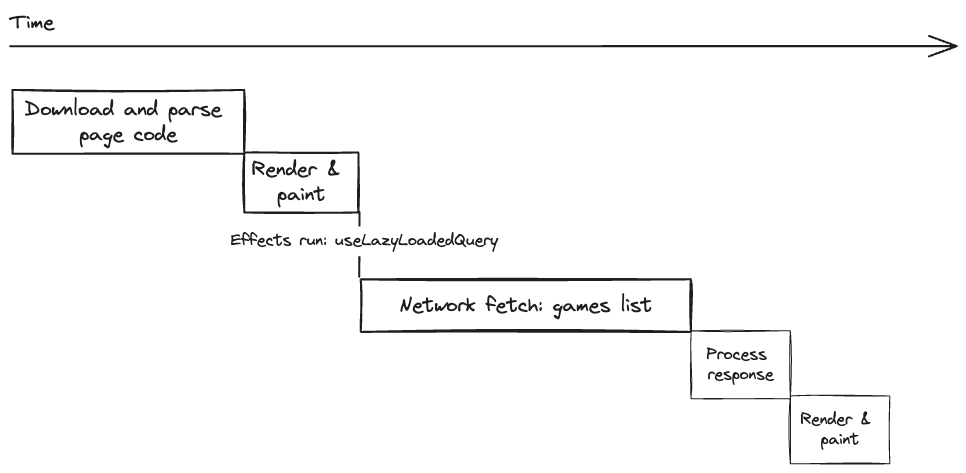 Time
Download and parse
page code
Render &
paint
Effects run: useLazyLoadedQuery
Network fetch: games list
Process
response
Render &
paint